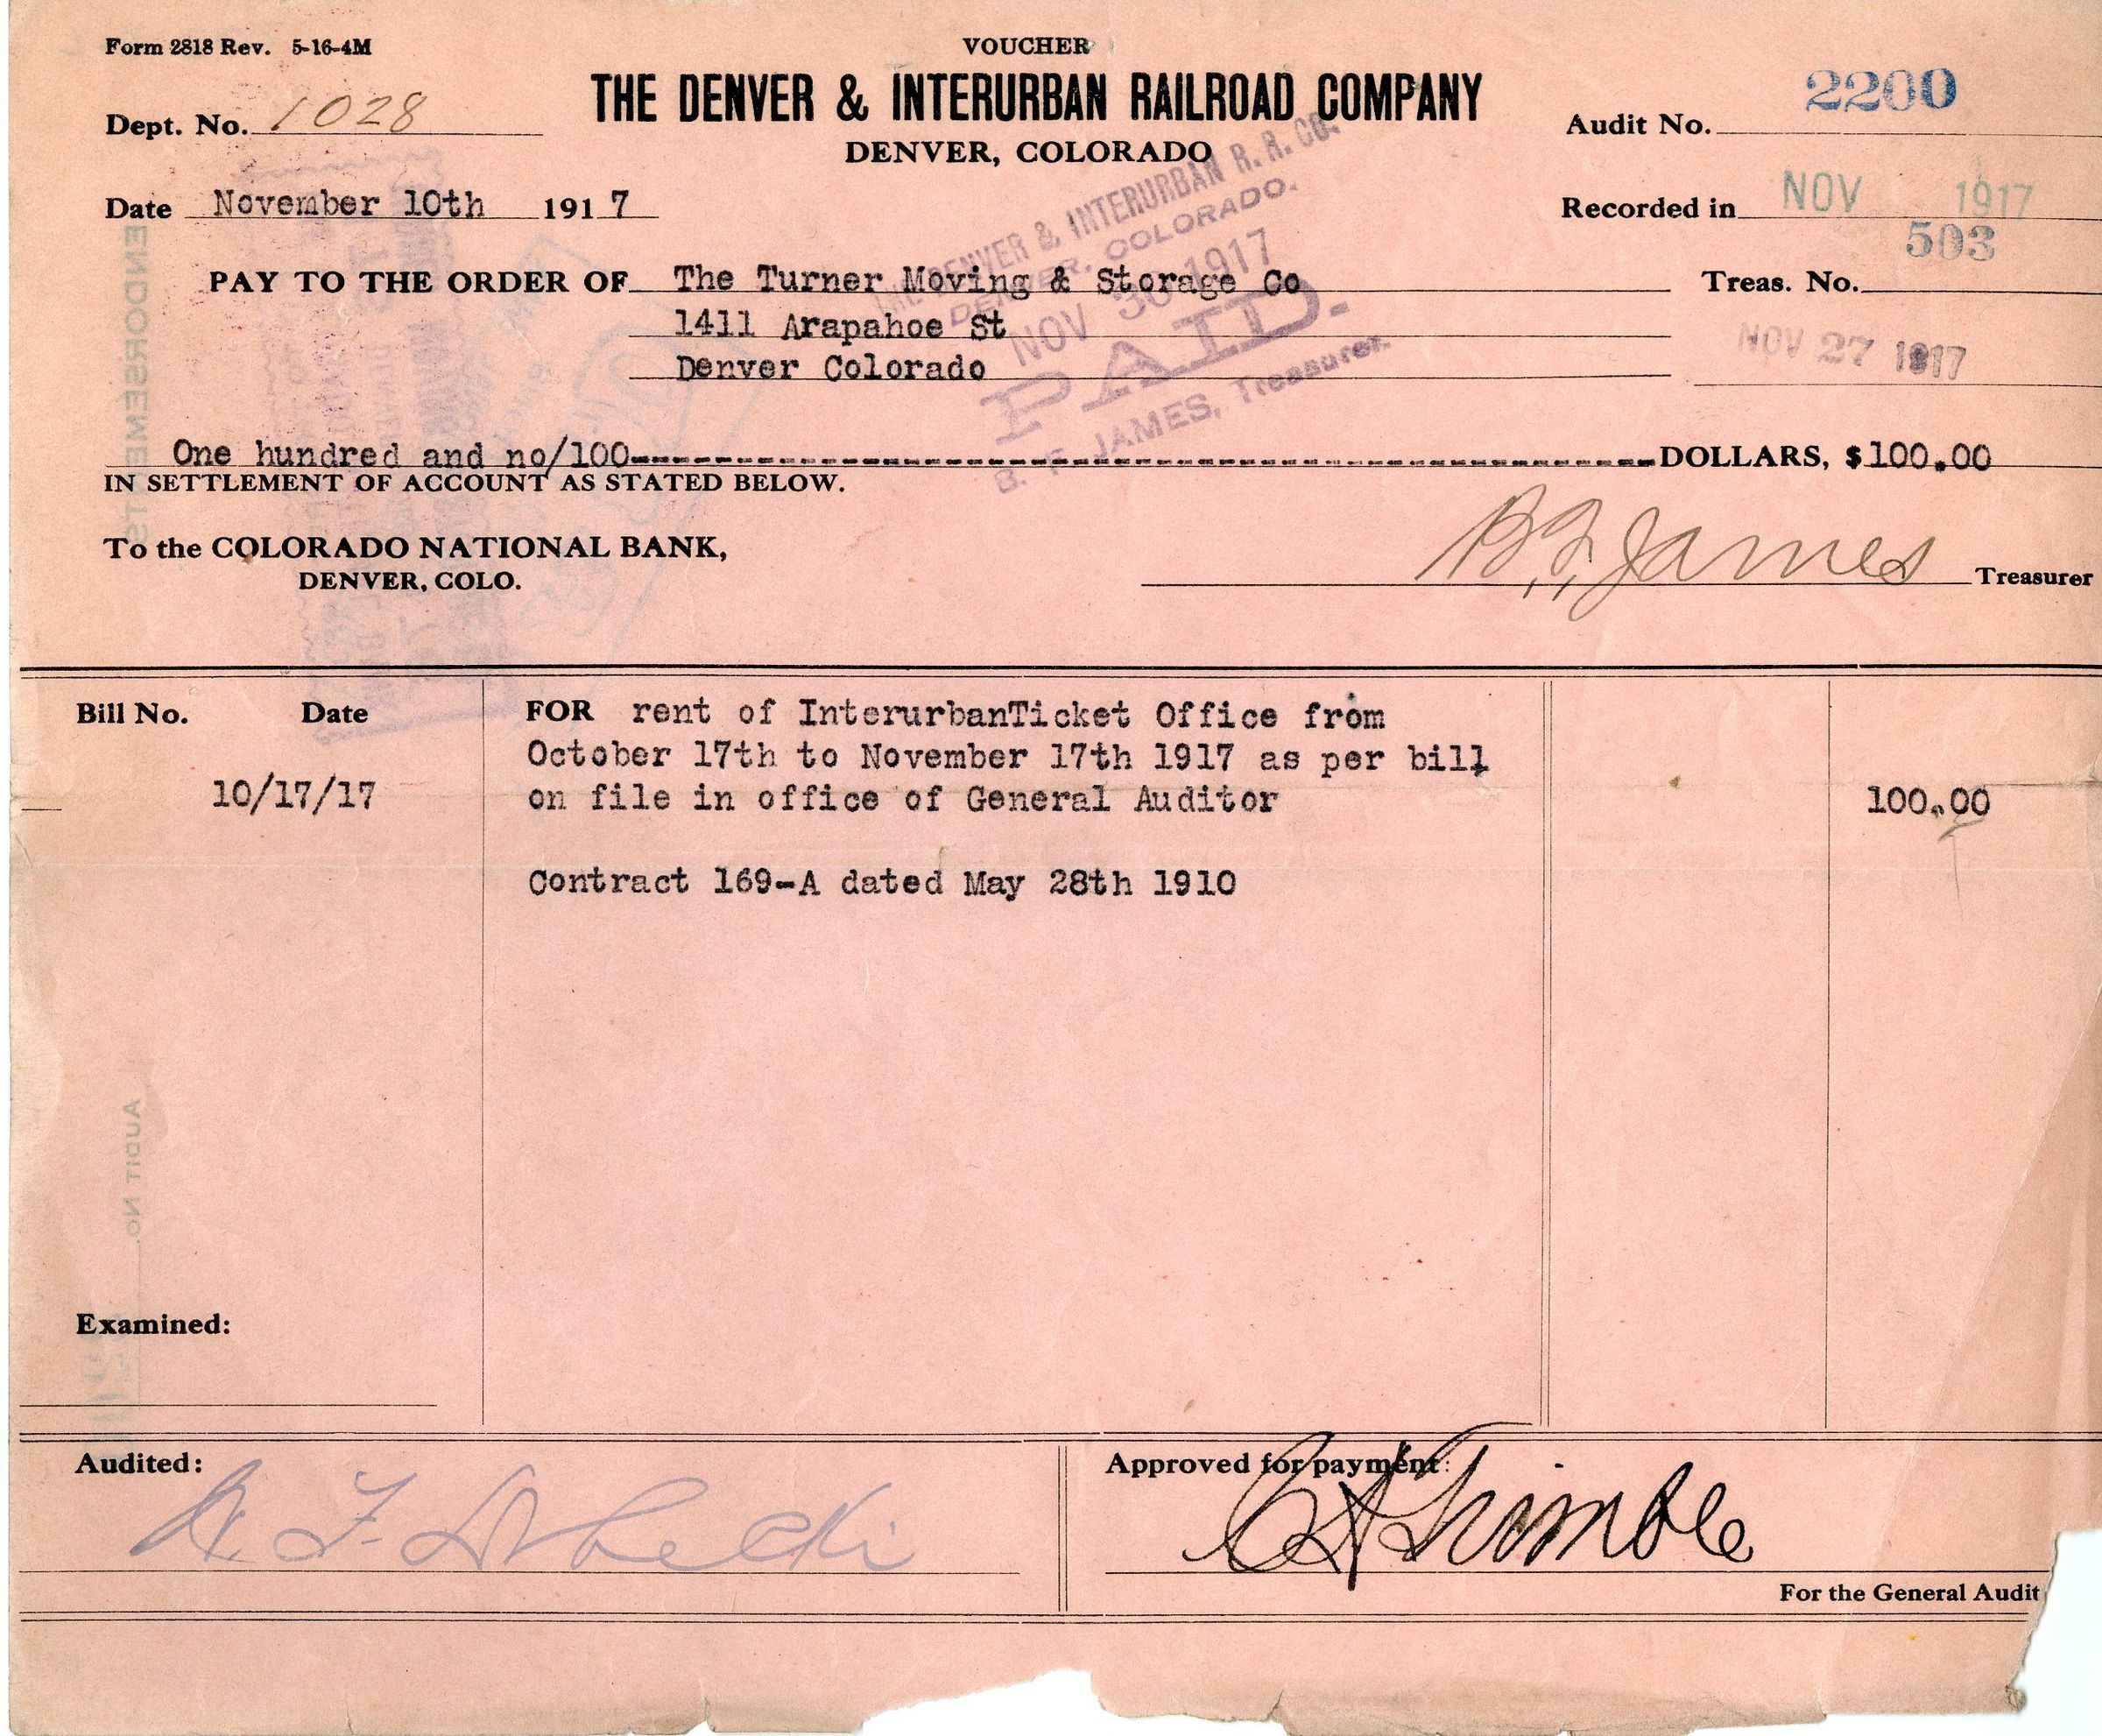 Form 2818 Rev. 5-16-4M
VOUCHER
THE DENVER & INTERURBAN RAILROAD COMPANY
DENVER, COLORADO
Dept. No. 1028
Audit No. 2200
Date November 10th 1917
Recorded in NOV 1917
503
PAY TO THE ORDER OF The Turner Moving & Storage Co
Treas. No.
1411 Arapahoe St
Denver Colorado
NOV 27 1917
THE DENVER & INTERURBAN R. R. CO.
DENVER, COLORADO.
NOV 30 1917
PAID.
B. F. JAMES, Treasurer.
One hundred and no/100 DOLLARS, $100.00
IN SETTLEMENT OF ACCOUNT AS STATED BELOW.
To the COLORADO NATIONAL BANK,
DENVER, COLO.
B. F. James Treasurer
ENDORSEMENTS
Bill No. Date FOR rent of InterurbanTicket Office from
October 17th to November 17th 1917 as per bill
10/17/17 on file in office of General Auditor 100.00
Contract 169-A dated May 28th 1910
AUDIT NO.
Examined:
Audited:
Approved for payment:
Trimble
For the General Audit